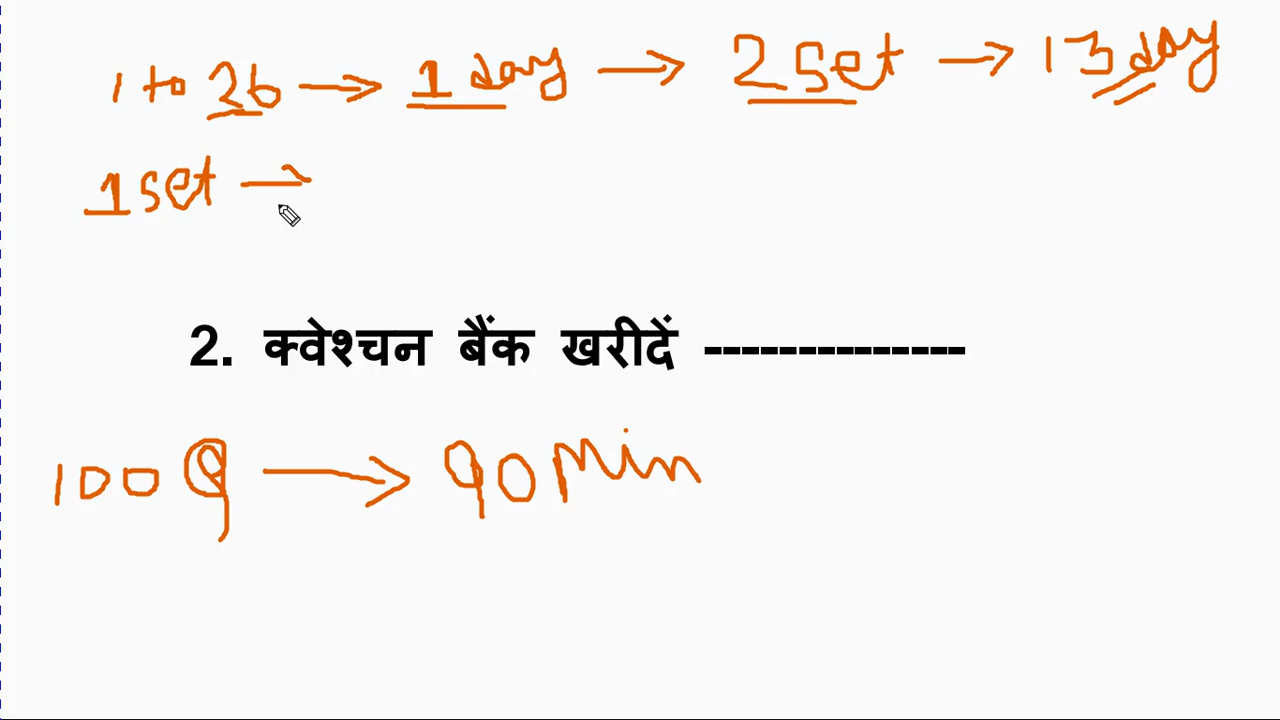 1 to 26 → 1 day → 2 Set → 13 day
1 Set →
2. क्वेश्चन बैंक खरीदें --------------
100 Q → 90 Min